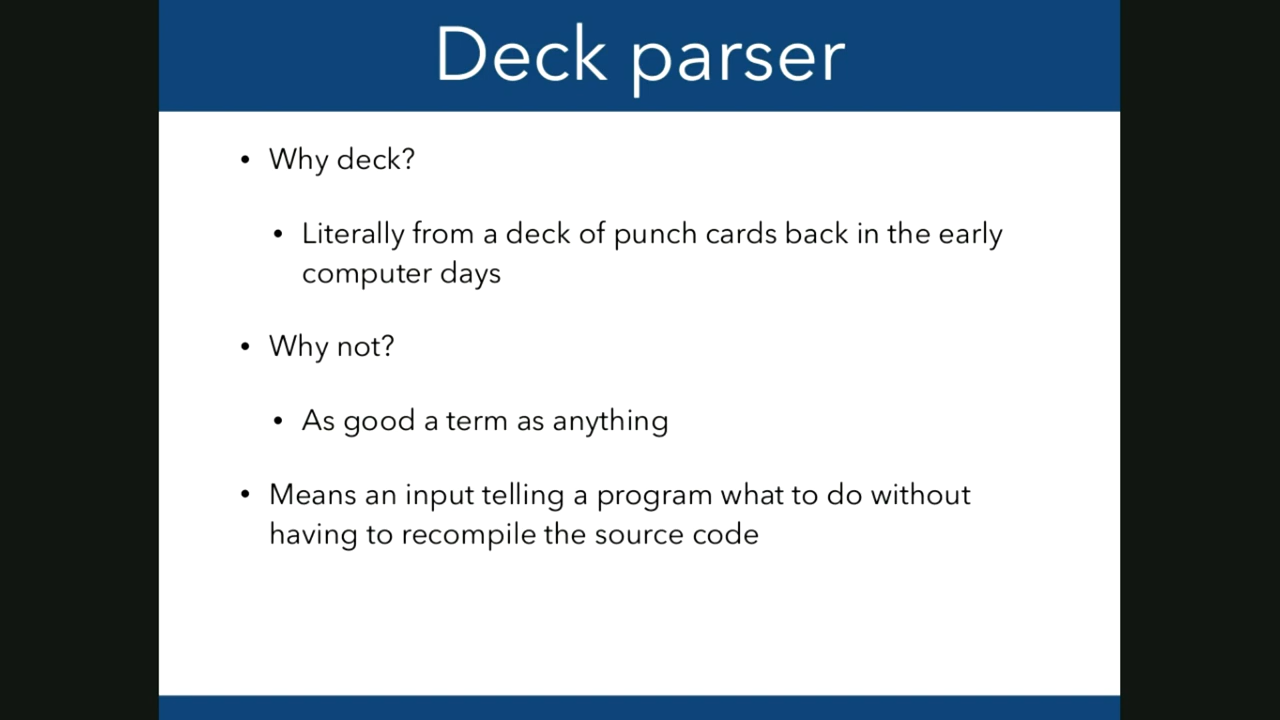 Deck parser
• Why deck?
• Literally from a deck of punch cards back in the early
computer days
• Why not?
• As good a term as anything
• Means an input telling a program what to do without
having to recompile the source code